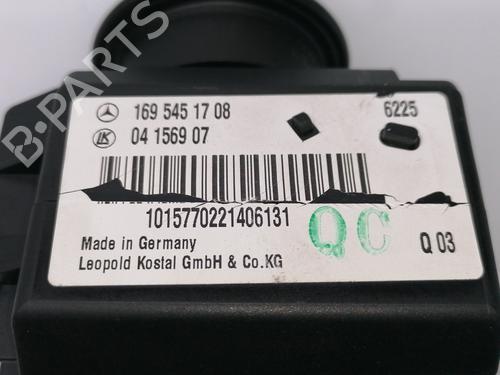 169 545 17 08
6225
LK 04 1569 07
1015770221406131
Made in Germany
Leopold Kostal GmbH & Co.KG
QC
Q 03
B-PARTS